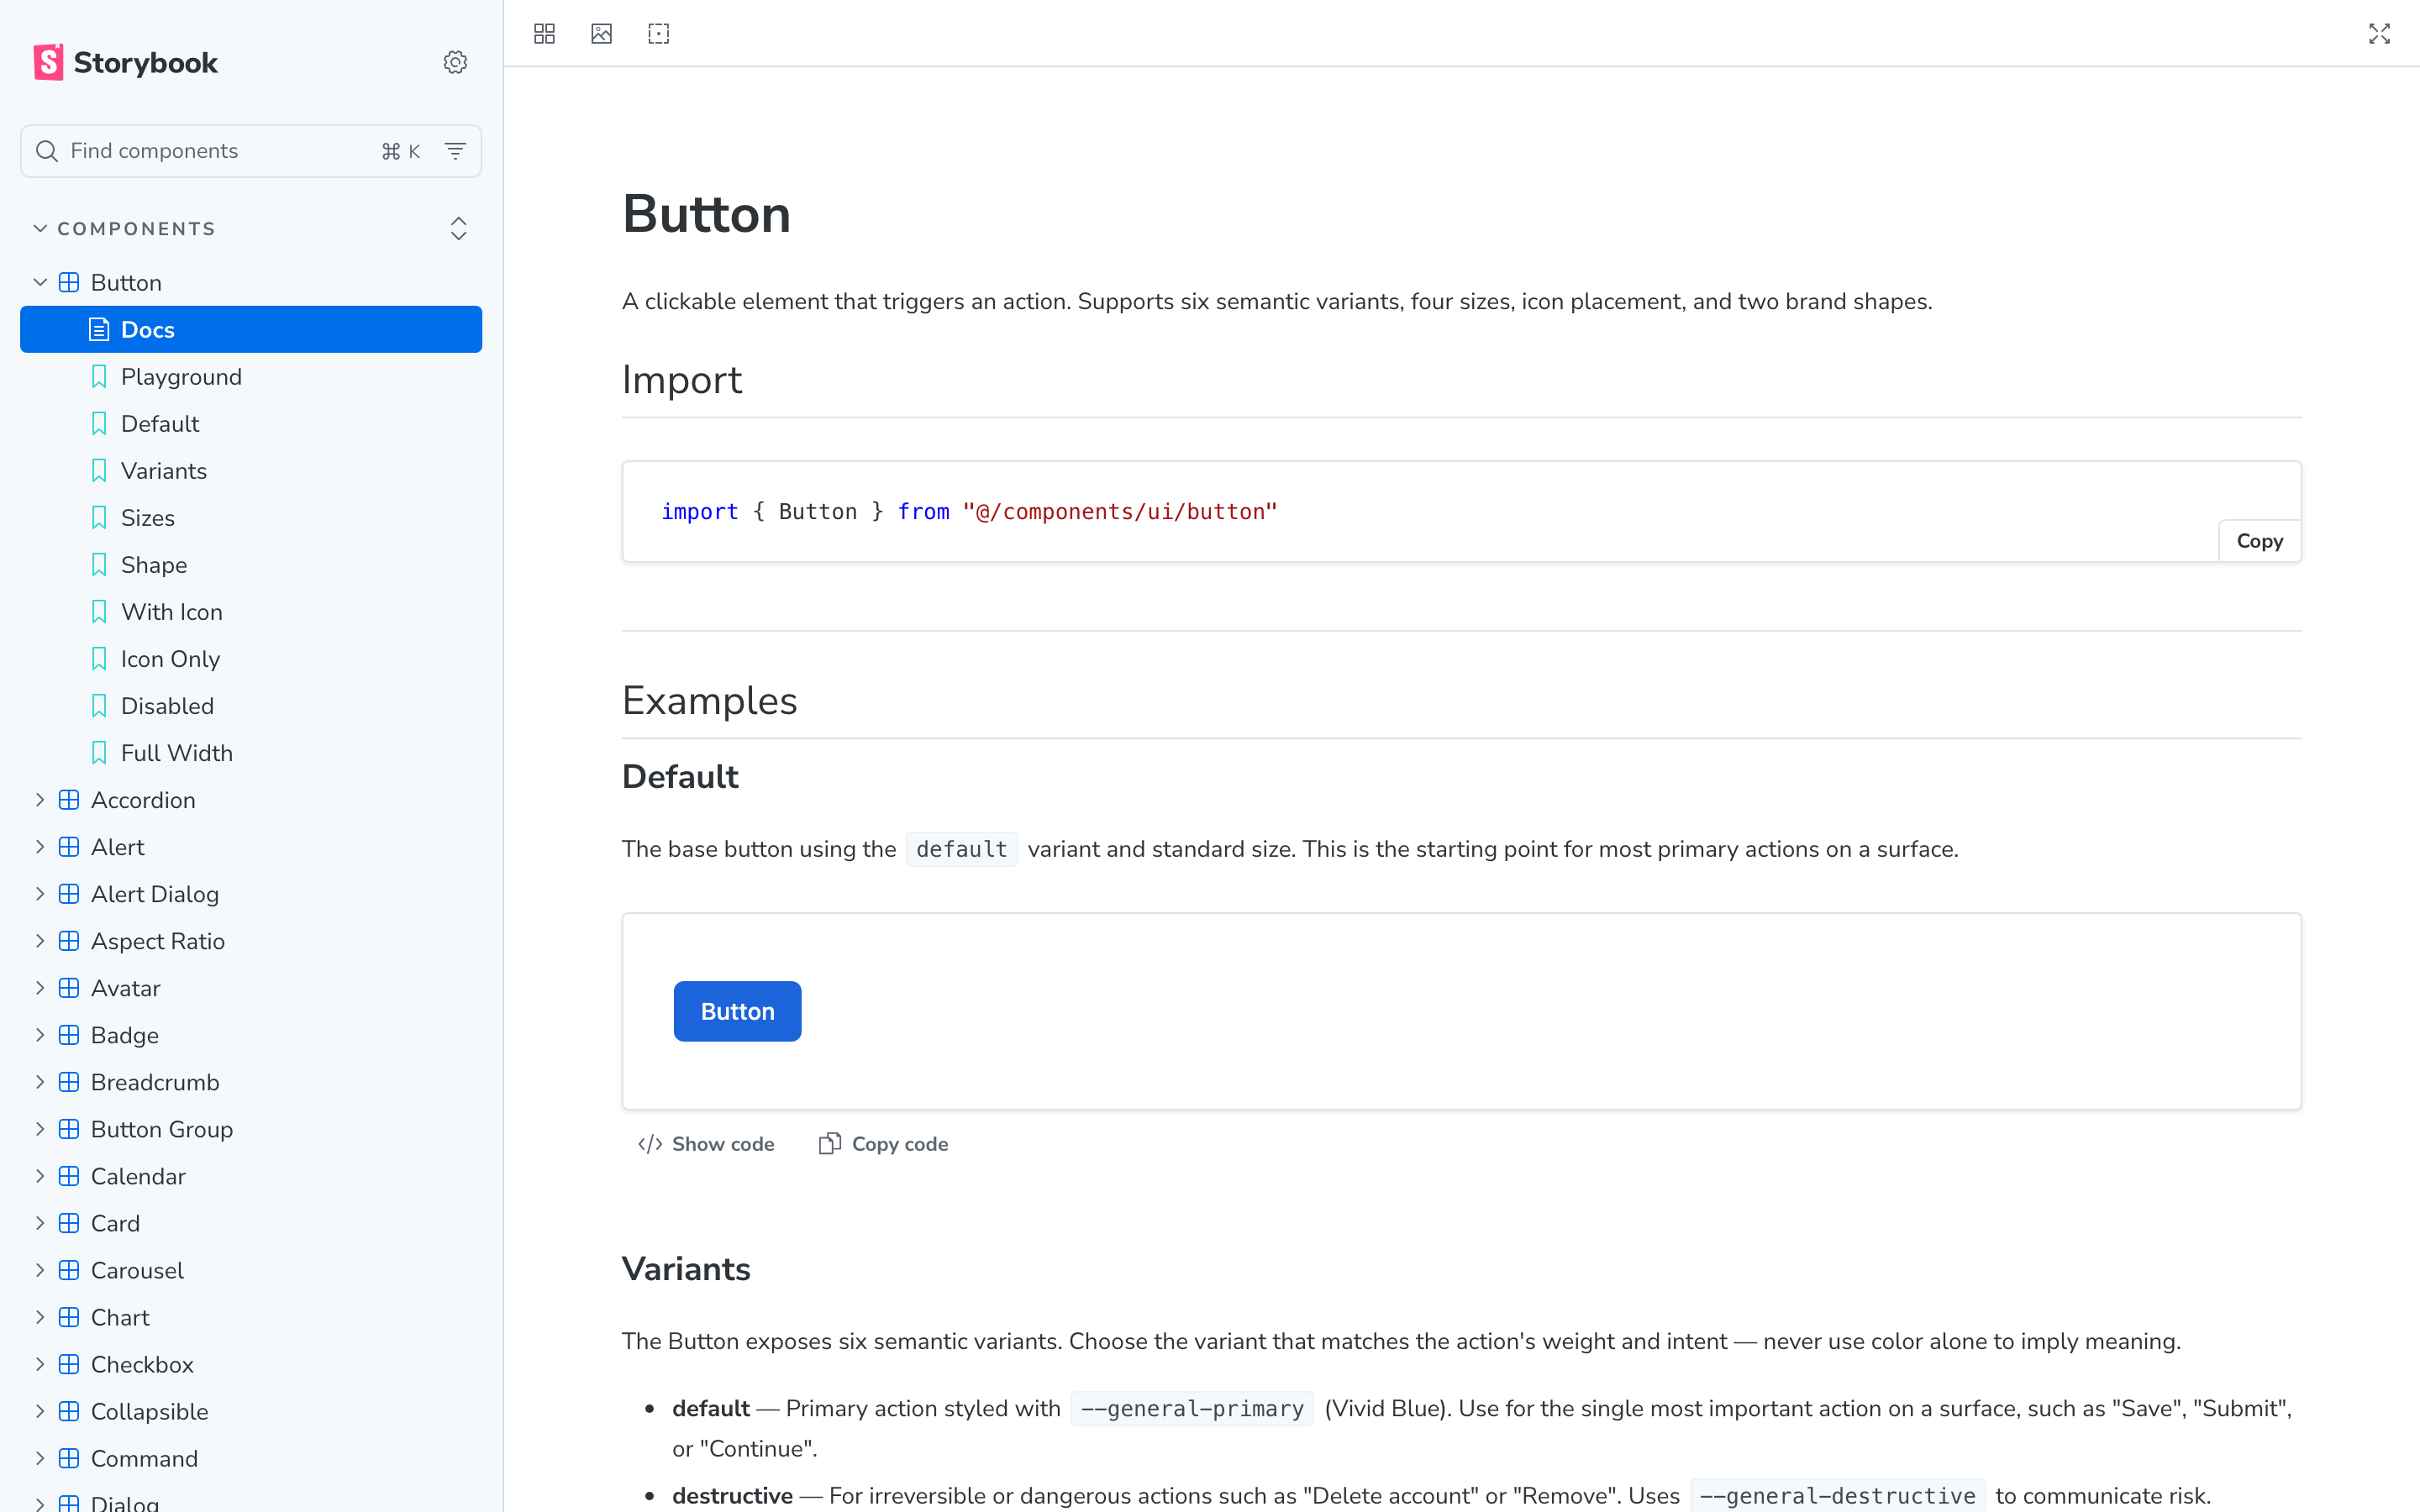 Storybook
Find components
⌘ K
COMPONENTS
Button
Docs
Playground
Default
Variants
Sizes
Shape
With Icon
Icon Only
Disabled
Full Width
Accordion
Alert
Alert Dialog
Aspect Ratio
Avatar
Badge
Breadcrumb
Button Group
Calendar
Card
Carousel
Chart
Checkbox
Collapsible
Command
Dialog
Button
A clickable element that triggers an action. Supports six semantic variants, four sizes, icon placement, and two brand shapes.
Import
import { Button } from "@/components/ui/button"
Copy
Examples
Default
The base button using the default variant and standard size. This is the starting point for most primary actions on a surface.
Button
Show code
Copy code
Variants
The Button exposes six semantic variants. Choose the variant that matches the action's weight and intent — never use color alone to imply meaning.
• default — Primary action styled with --general-primary (Vivid Blue). Use for the single most important action on a surface, such as "Save", "Submit",
or "Continue".
• destructive — For irreversible or dangerous actions such as "Delete account" or "Remove". Uses --general-destructive to communicate risk.